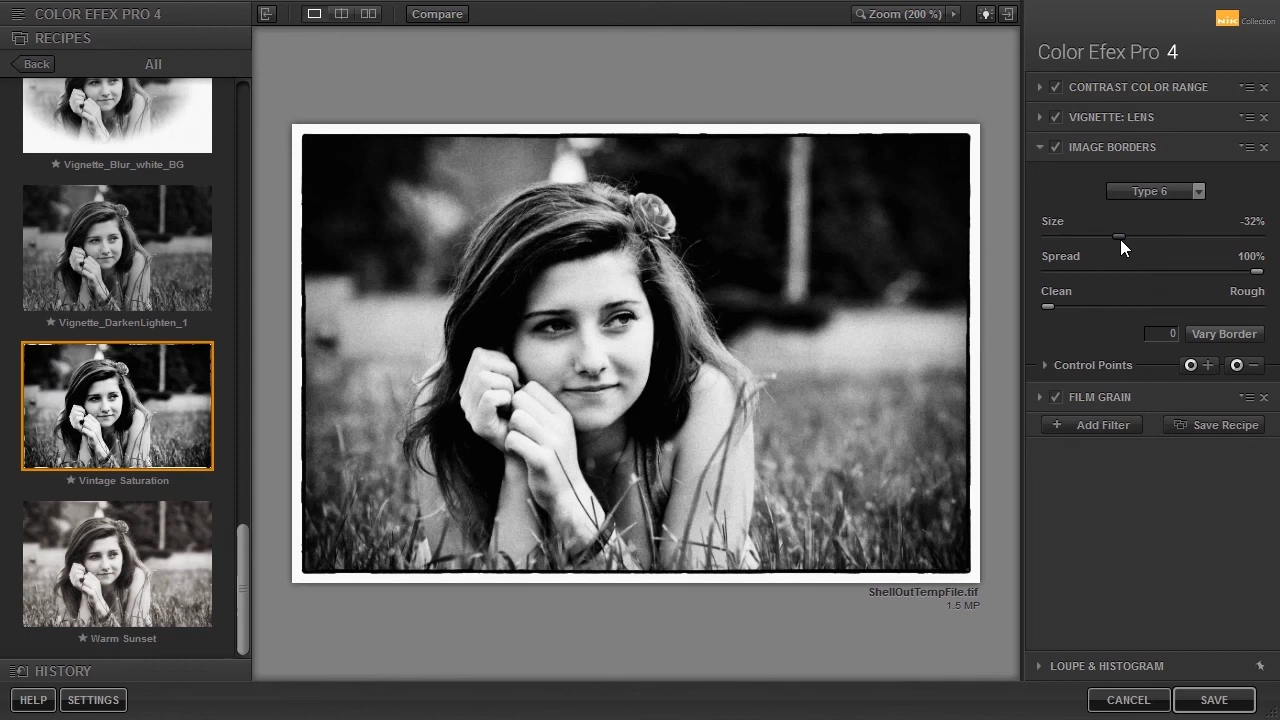 COLOR EFEX PRO 4
RECIPES
Back
All
Vignette_Blur_white_BG
Vignette_DarkenLighten_1
Vintage Saturation
Warm Sunset
HISTORY
HELP
SETTINGS
Compare
Zoom (200 %)
ShellOutTempFile.tif
1.5 MP
Nik Collection
Color Efex Pro 4
CONTRAST COLOR RANGE
VIGNETTE: LENS
IMAGE BORDERS
Type 6
Size -32%
Spread 100%
Clean Rough
0 Vary Border
Control Points
FILM GRAIN
Add Filter
Save Recipe
LOUPE & HISTOGRAM
CANCEL
SAVE